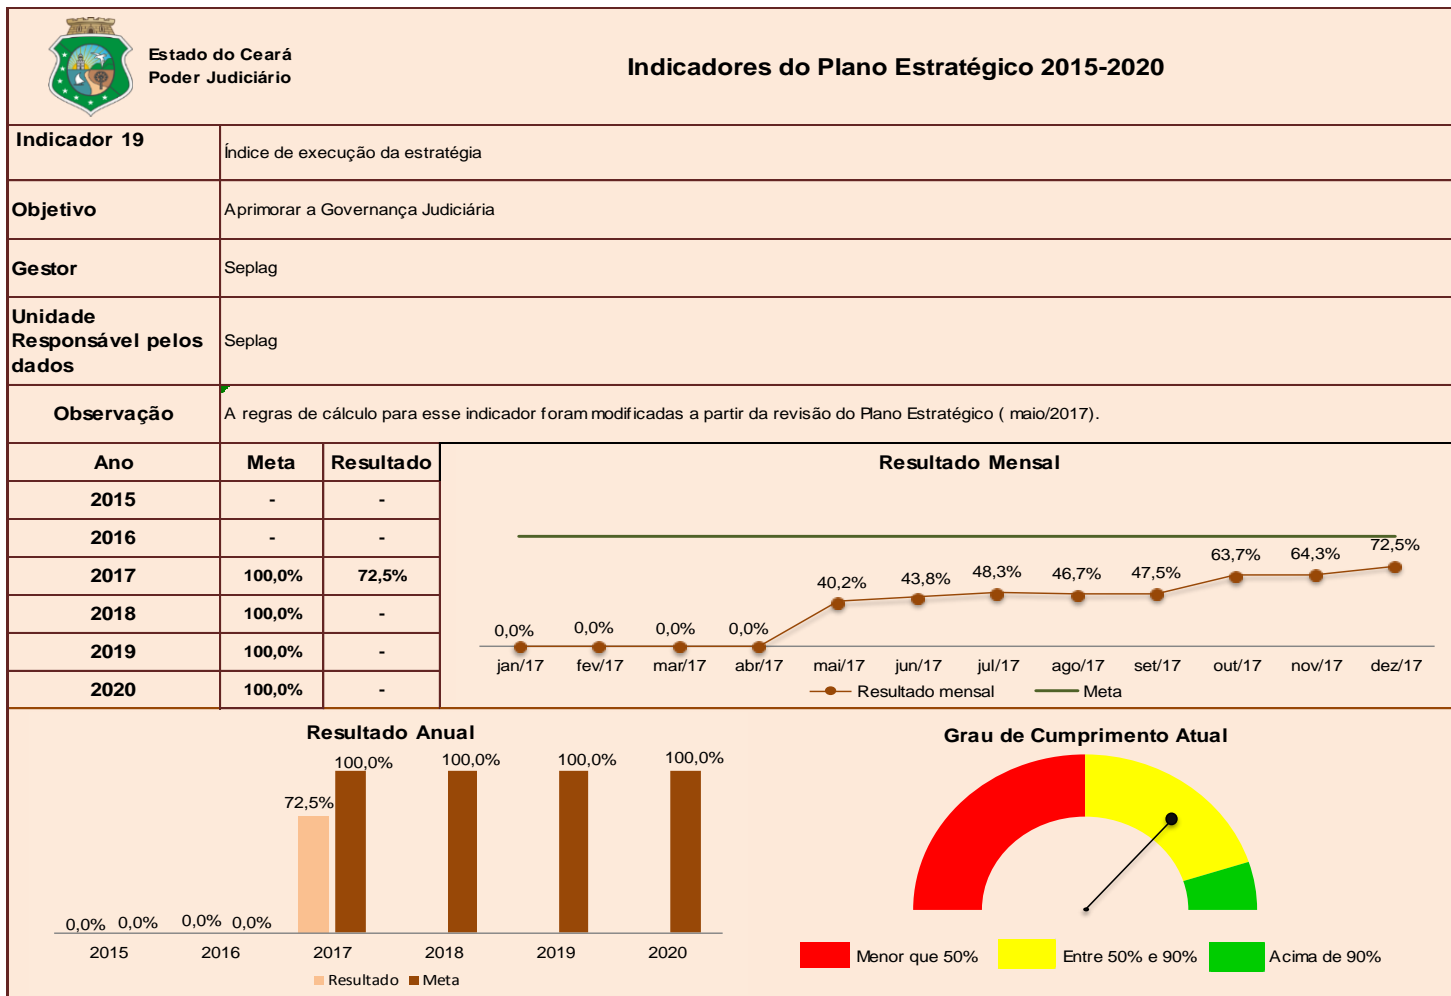 Estado do Ceará
Poder Judiciário
Indicadores do Plano Estratégico 2015-2020
Indicador 19
Índice de execução da estratégia
Objetivo
Aprimorar a Governança Judiciária
Gestor
Seplag
Unidade
Responsável pelos
dados
Seplag
Observação
A regras de cálculo para esse indicador foram modificadas a partir da revisão do Plano Estratégico ( maio/2017).
Ano Meta Resultado
2015 - -
2016 - -
2017 100,0% 72,5%
2018 100,0% -
2019 100,0% -
2020 100,0% -
Resultado Mensal
0,0% 0,0% 0,0% 0,0% 40,2% 43,8% 48,3% 46,7% 47,5% 63,7% 64,3% 72,5%
jan/17 fev/17 mar/17 abr/17 mai/17 jun/17 jul/17 ago/17 set/17 out/17 nov/17 dez/17
Resultado mensal Meta
Resultado Anual
72,5% 100,0% 100,0% 100,0% 100,0%
0,0% 0,0% 0,0% 0,0%
2015 2016 2017 2018 2019 2020
Resultado Meta
Grau de Cumprimento Atual
Menor que 50% Entre 50% e 90% Acima de 90%